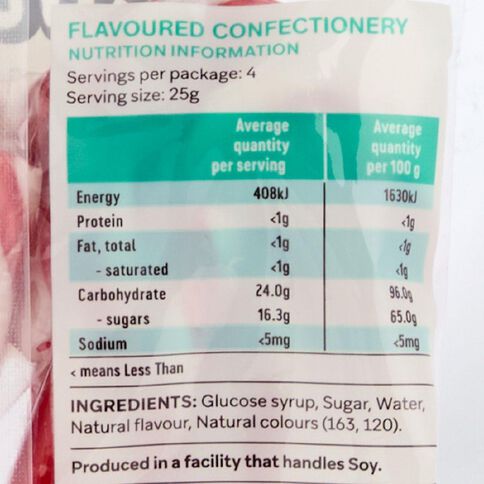 FLAVOURED CONFECTIONERY
NUTRITION INFORMATION
Servings per package: 4
Serving size: 25g
Average quantity per serving Average quantity per 100 g
Energy 408kJ 1630kJ
Protein <1g <1g
Fat, total <1g <1g
- saturated <1g <1g
Carbohydrate 24.0g 96.0g
- sugars 16.3g 65.0g
Sodium <5mg <5mg
< means Less Than
INGREDIENTS: Glucose syrup, Sugar, Water,
Natural flavour, Natural colours (163, 120).
Produced in a facility that handles Soy.